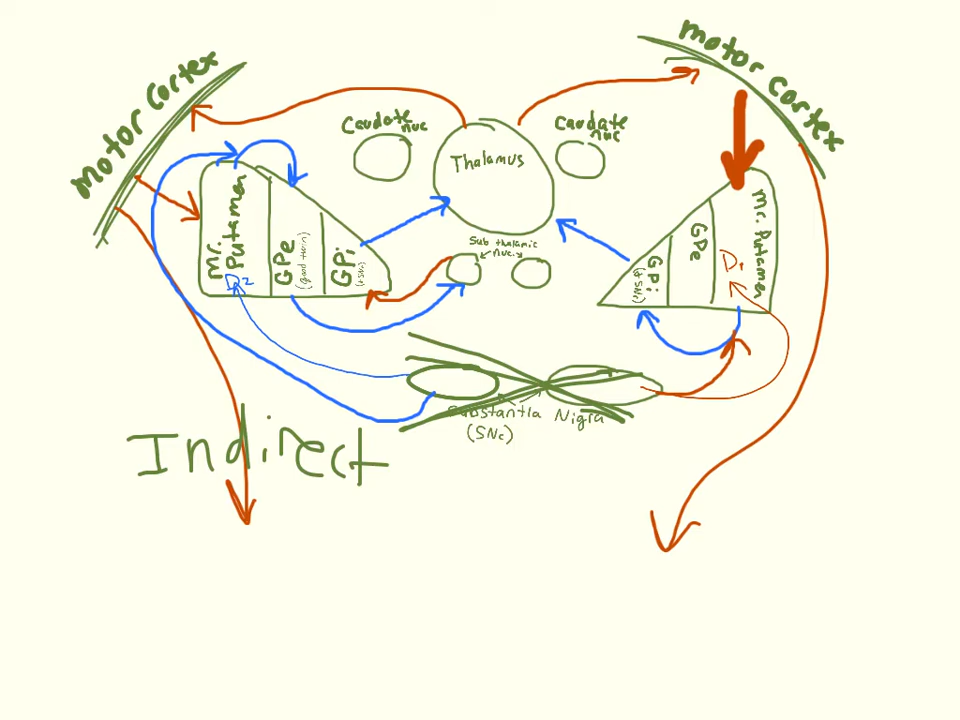 motor cortex
motor cortex
Caudate
nuc
Caudate
nuc
Thalamus
mr.
Putamen
D2
GPe
(good twin)
GPi
(+SNr)
Sub thalamic
nuc.
GPi
(+SNr)
GPe
D1
mr. Putamen
Substantia Nigra
(SNc)
Indirect